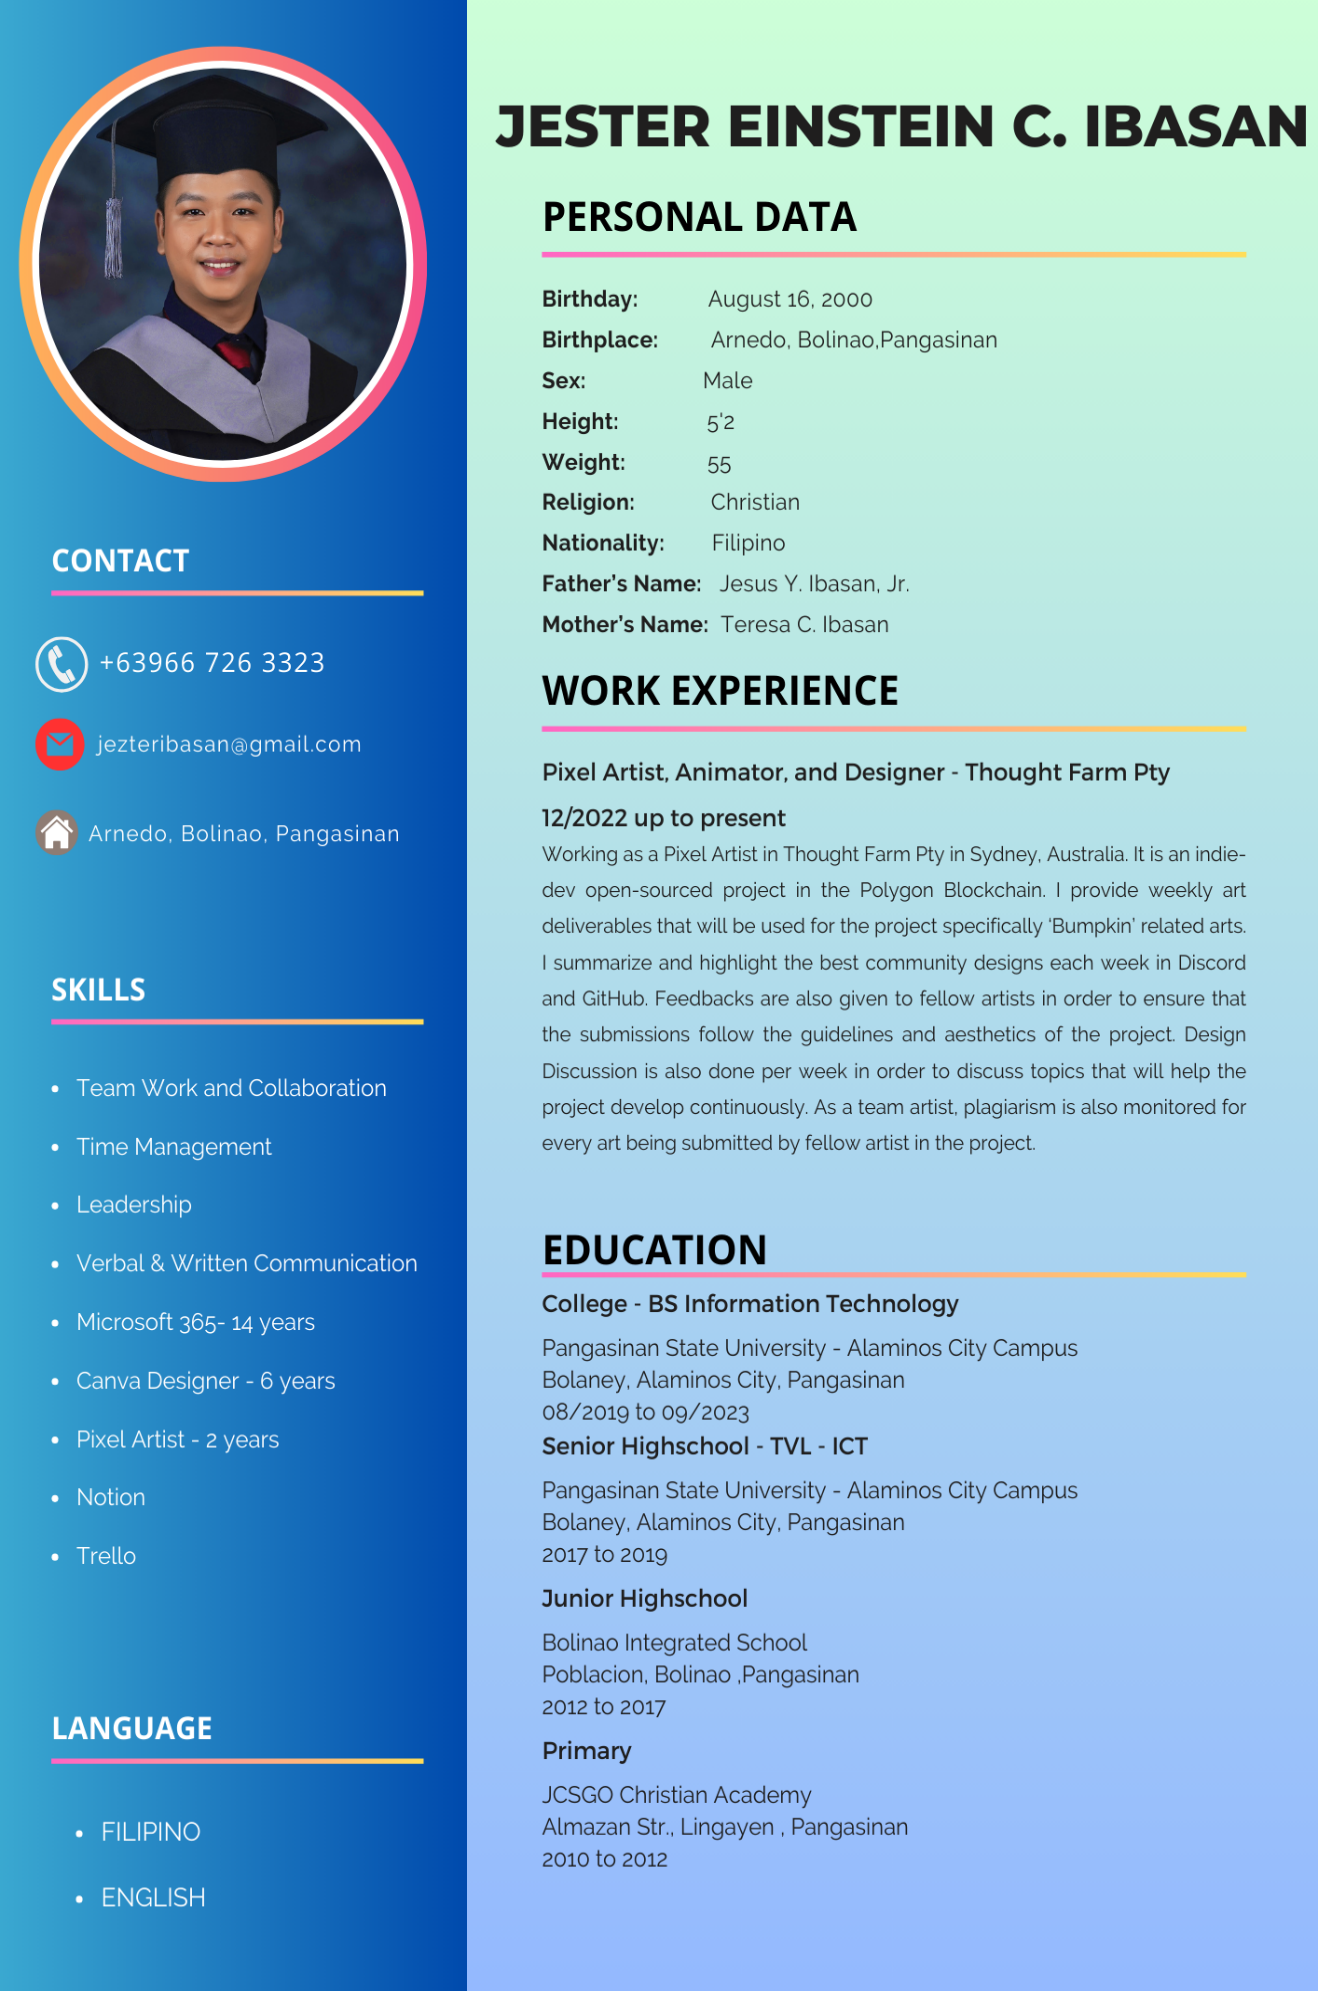 JESTER EINSTEIN C. IBASAN
CONTACT
+63966 726 3323
jezteribasan@gmail.com
Arnedo, Bolinao, Pangasinan
SKILLS
• Team Work and Collaboration
• Time Management
• Leadership
• Verbal & Written Communication
• Microsoft 365- 14 years
• Canva Designer - 6 years
• Pixel Artist - 2 years
• Notion
• Trello
LANGUAGE
• FILIPINO
• ENGLISH
PERSONAL DATA
Birthday: August 16, 2000
Birthplace: Arnedo, Bolinao,Pangasinan
Sex: Male
Height: 5'2
Weight: 55
Religion: Christian
Nationality: Filipino
Father's Name: Jesus Y. Ibasan, Jr.
Mother's Name: Teresa C. Ibasan
WORK EXPERIENCE
Pixel Artist, Animator, and Designer - Thought Farm Pty
12/2022 up to present
Working as a Pixel Artist in Thought Farm Pty in Sydney, Australia. It is an indie-
dev open-sourced project in the Polygon Blockchain. I provide weekly art
deliverables that will be used for the project specifically ‘Bumpkin’ related arts.
I summarize and highlight the best community designs each week in Discord
and GitHub. Feedbacks are also given to fellow artists in order to ensure that
the submissions follow the guidelines and aesthetics of the project. Design
Discussion is also done per week in order to discuss topics that will help the
project develop continuously. As a team artist, plagiarism is also monitored for
every art being submitted by fellow artist in the project.
EDUCATION
College - BS Information Technology
Pangasinan State University - Alaminos City Campus
Bolaney, Alaminos City, Pangasinan
08/2019 to 09/2023
Senior Highschool - TVL - ICT
Pangasinan State University - Alaminos City Campus
Bolaney, Alaminos City, Pangasinan
2017 to 2019
Junior Highschool
Bolinao Integrated School
Poblacion, Bolinao ,Pangasinan
2012 to 2017
Primary
JCSGO Christian Academy
Almazan Str., Lingayen , Pangasinan
2010 to 2012